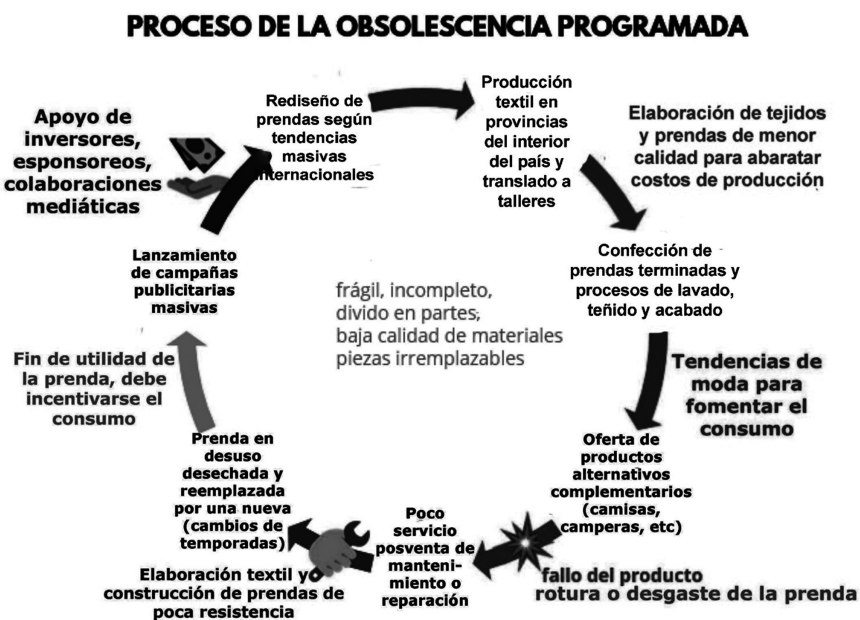 PROCESO DE LA OBSOLESCENCIA PROGRAMADA
Apoyo de
inversores,
esponsoreos,
colaboraciones
mediáticas
Rediseño de
prendas según
tendencias
masivas
internacionales
Producción
textil en
provincias
del interior
del país y
translado a
talleres
Elaboración de tejidos
y prendas de menor
calidad para abaratar
costos de producción
Confección de
prendas terminadas y
procesos de lavado,
teñido y acabado
Tendencias de
moda para
fomentar el
consumo
Oferta de
productos
alternativos
complementarios
(camisas,
camperas, etc)
fallo del producto
rotura o desgaste de la prenda
Poco
servicio
posventa de
manteni-
miento o
reparación
Elaboración textil y
construcción de prendas de
poca resistencia
Prenda en
desuso
desechada y
reemplazada
por una nueva
(cambios de
temporadas)
Fin de utilidad de
la prenda, debe
incentivarse el
consumo
Lanzamiento
de campañas
publicitarias
masivas
frágil, incompleto,
divido en partes,
baja calidad de materiales
piezas irremplazables